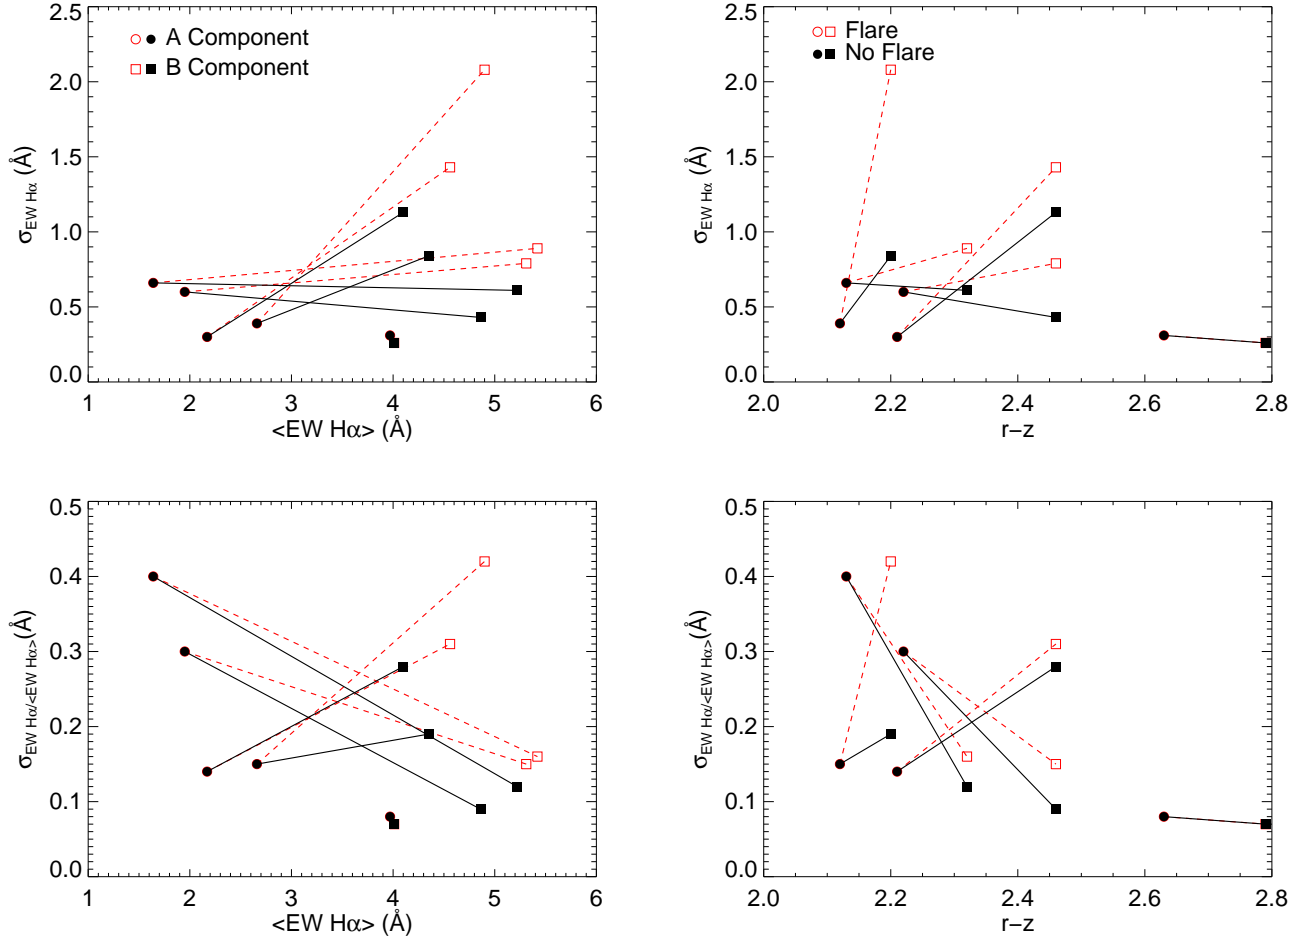 2.5
2.0
1.5
1.0
0.5
0.0
σEW Hα (Å)
A Component
B Component
1 2 3 4 5 6
<EW Hα> (Å)
2.5
2.0
1.5
1.0
0.5
0.0
σEW Hα (Å)
Flare
No Flare
2.0 2.2 2.4 2.6 2.8
r−z
0.5
0.4
0.3
0.2
0.1
0.0
σEW Hα/<EW Hα>(Å)
1 2 3 4 5 6
<EW Hα> (Å)
0.5
0.4
0.3
0.2
0.1
0.0
σEW Hα/<EW Hα>(Å)
2.0 2.2 2.4 2.6 2.8
r−z